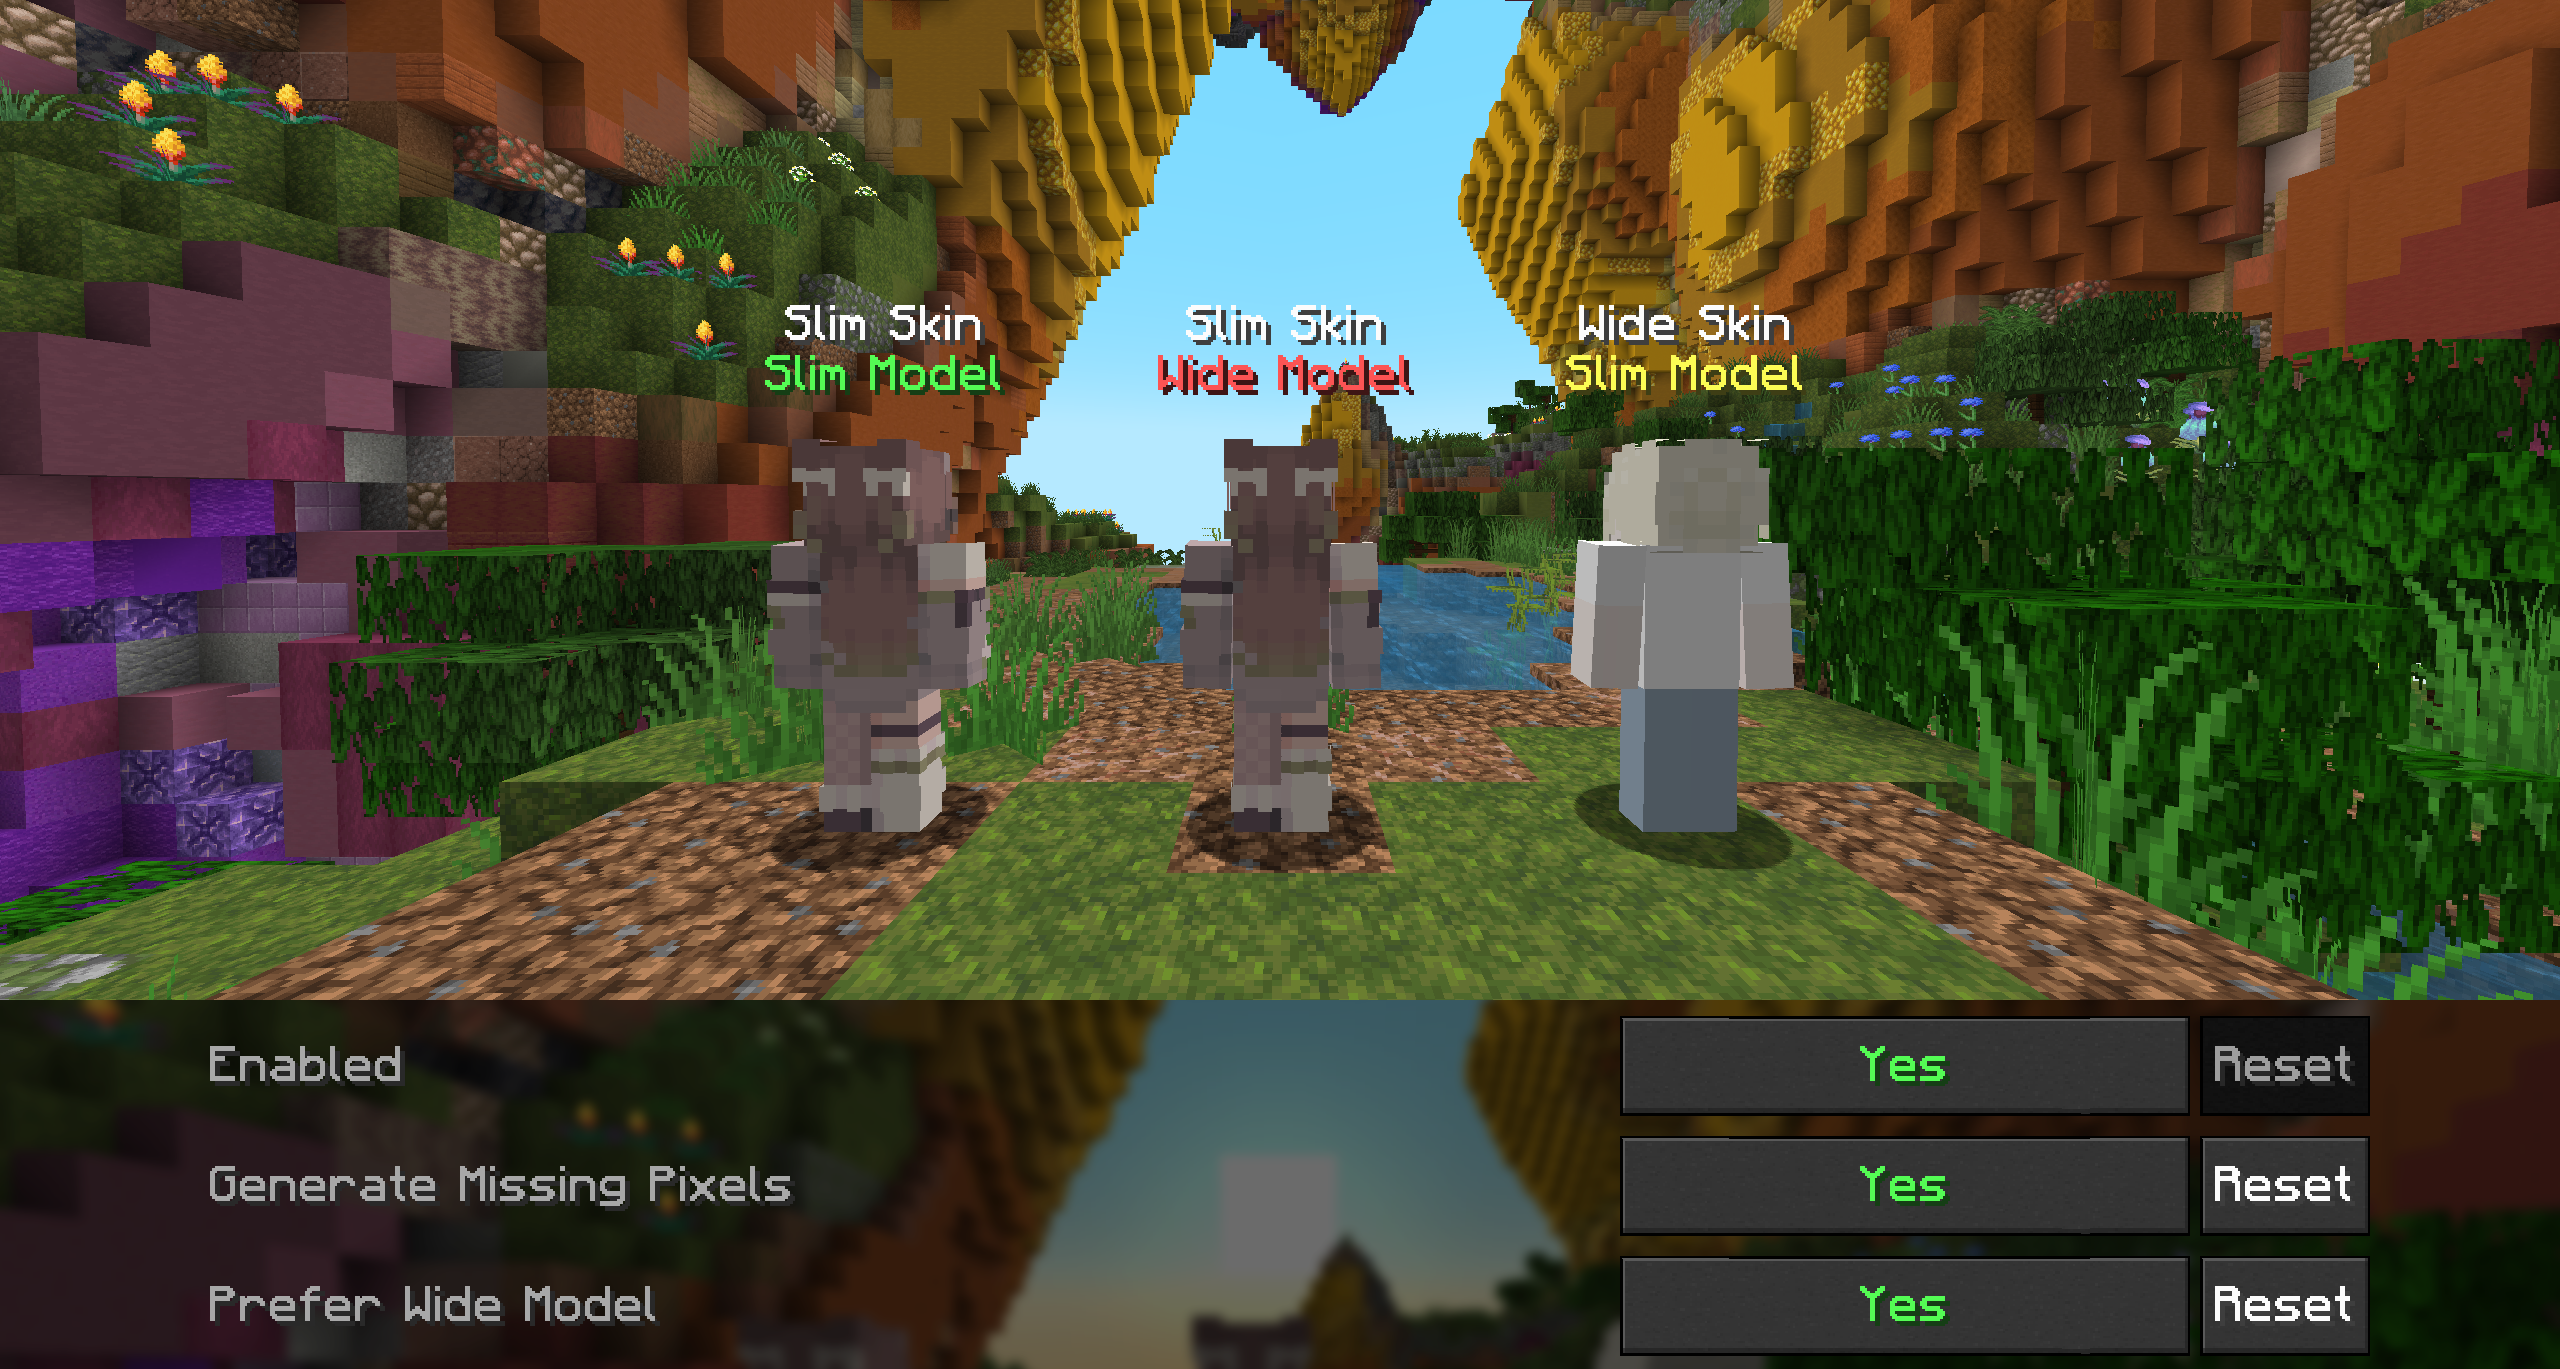 Slim Skin
Slim Model
Slim Skin
Wide Model
Wide Skin
Slim Model
Enabled Yes Reset
Generate Missing Pixels Yes Reset
Prefer Wide Model Yes Reset